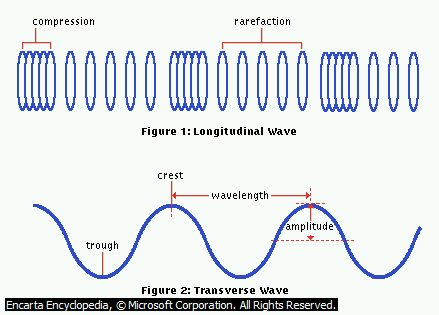 compression
rarefaction
Figure 1: Longitudinal Wave
crest
wavelength
amplitude
trough
Figure 2: Transverse Wave
Encarta Encyclopedia, © Microsoft Corporation. All Rights Reserved.